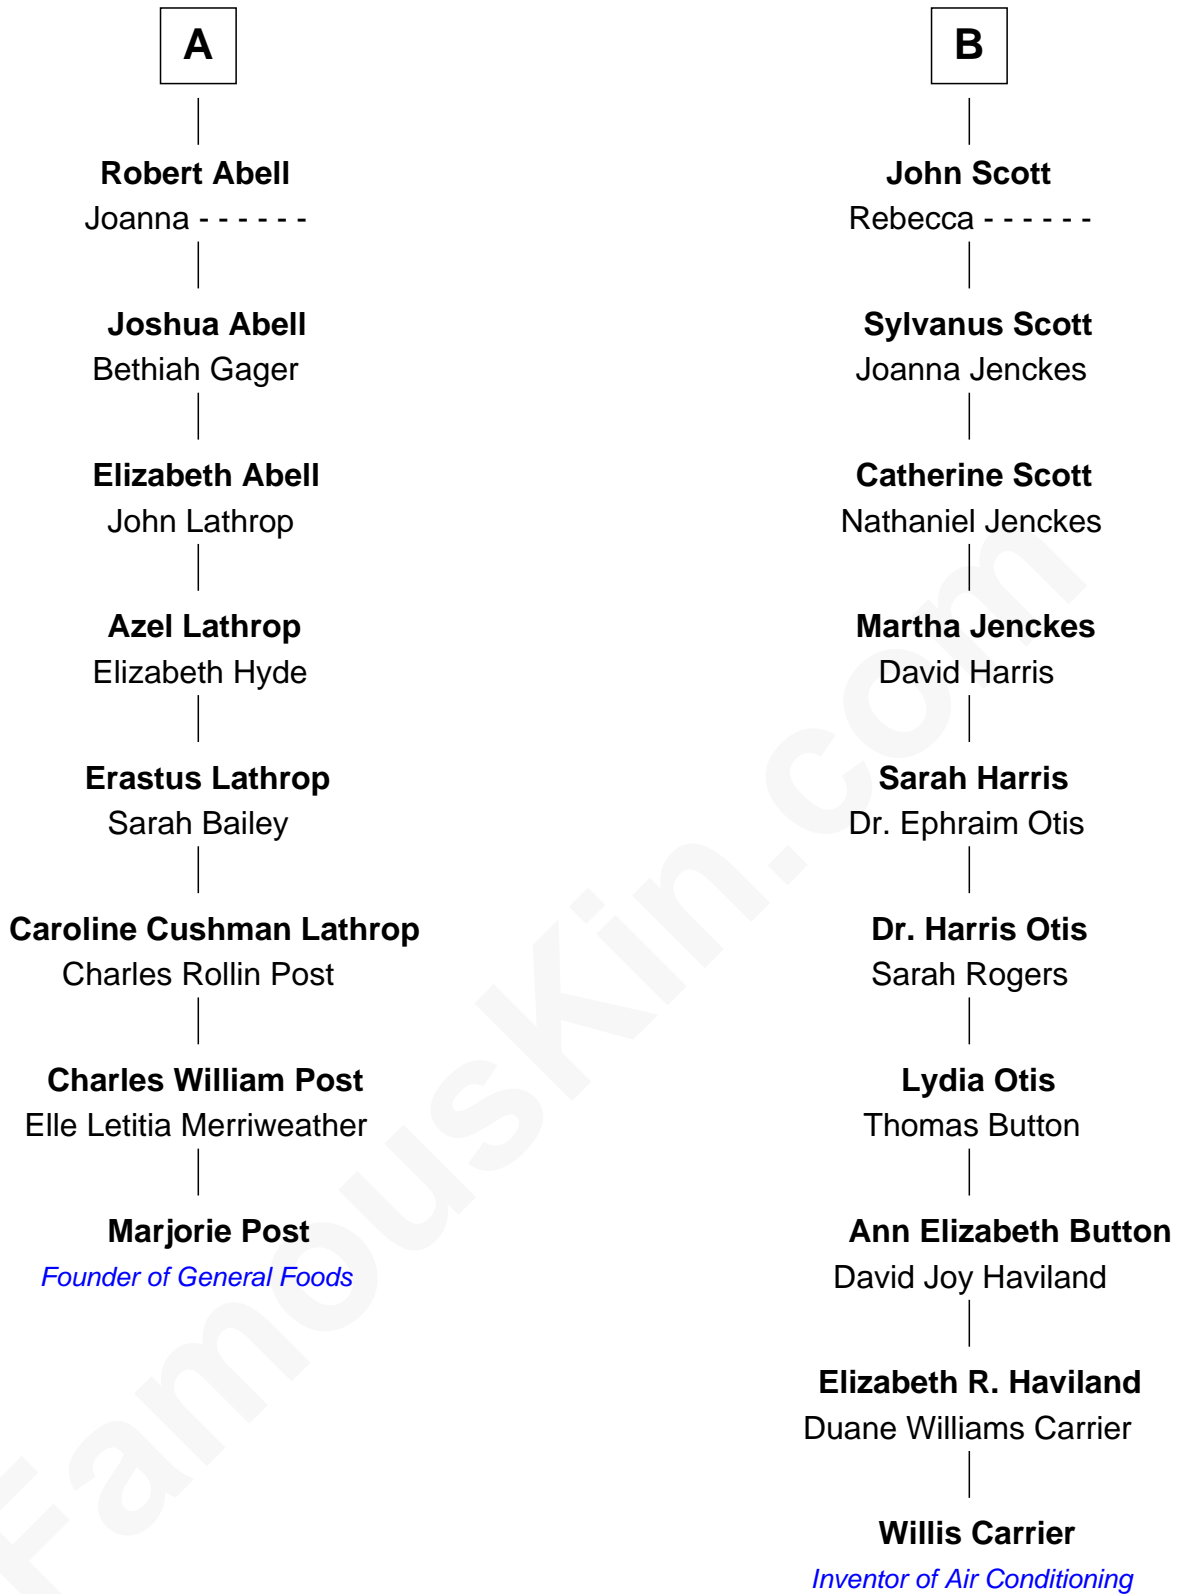 A
Robert Abell
Joanna - - - - - -
Joshua Abell
Bethiah Gager
Elizabeth Abell
John Lathrop
Azel Lathrop
Elizabeth Hyde
Erastus Lathrop
Sarah Bailey
Caroline Cushman Lathrop
Charles Rollin Post
Charles William Post
Elle Letitia Merriweather
Marjorie Post
Founder of General Foods
B
John Scott
Rebecca - - - - - -
Sylvanus Scott
Joanna Jenckes
Catherine Scott
Nathaniel Jenckes
Martha Jenckes
David Harris
Sarah Harris
Dr. Ephraim Otis
Dr. Harris Otis
Sarah Rogers
Lydia Otis
Thomas Button
Ann Elizabeth Button
David Joy Haviland
Elizabeth R. Haviland
Duane Williams Carrier
Willis Carrier
Inventor of Air Conditioning
FamousKin.com